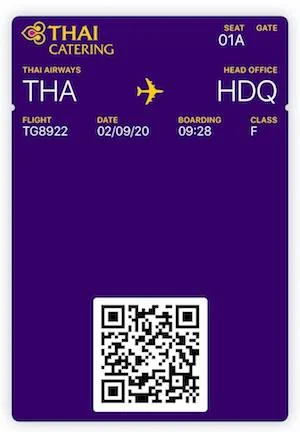 THAI
CATERING
SEAT GATE
01A
THAI AIRWAYS HEAD OFFICE
THA HDQ
FLIGHT DATE BOARDING CLASS
TG8922 02/09/20 09:28 F